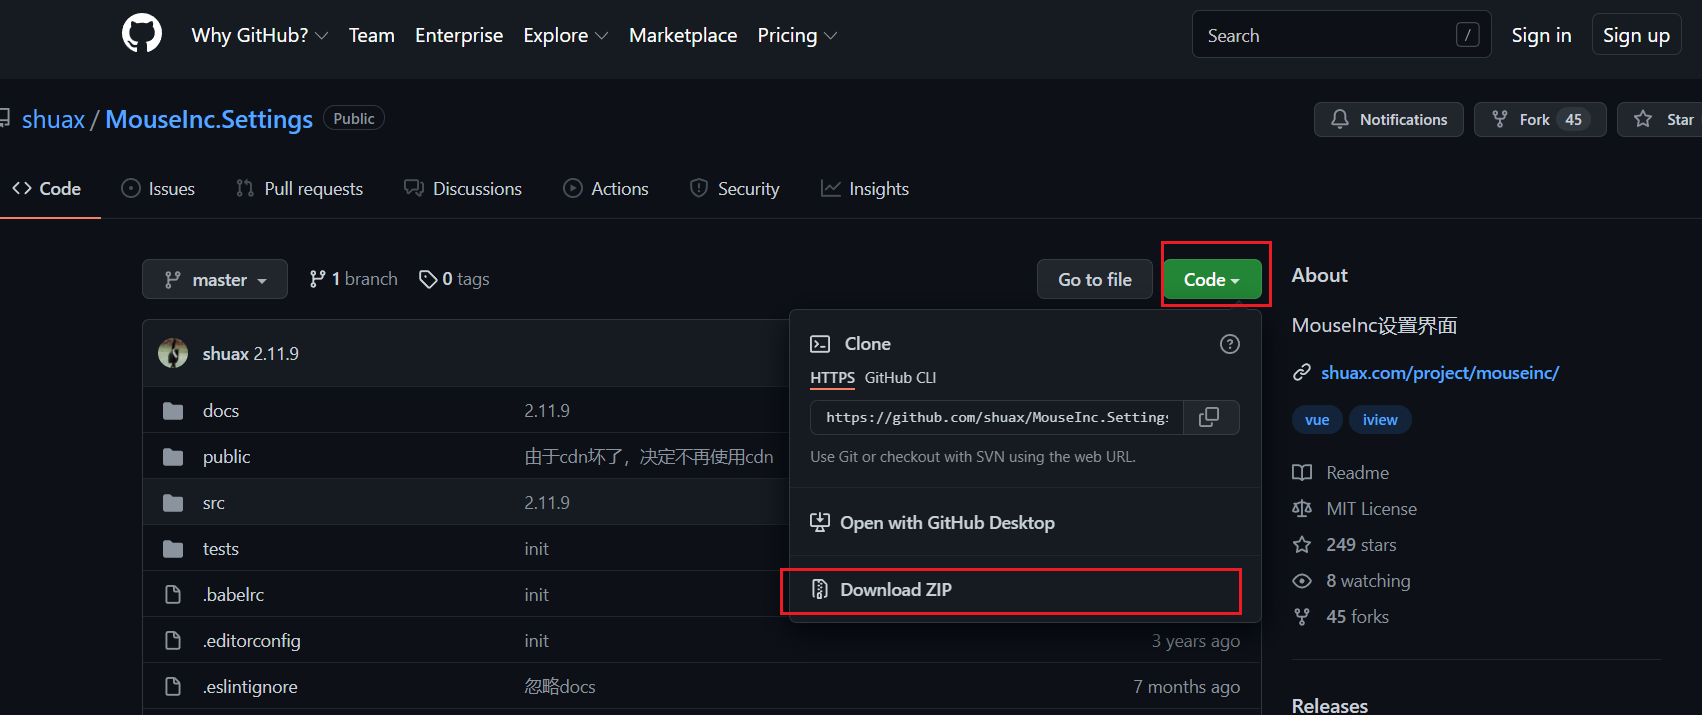 Why GitHub? Team Enterprise Explore Marketplace Pricing Search / Sign in Sign up
shuax / MouseInc.Settings Public Notifications Fork 45 Star
Code Issues Pull requests Discussions Actions Security Insights
master 1 branch 0 tags Go to file Code
shuax 2.11.9
docs 2.11.9
public 由于cdn坏了，决定不再使用cdn
src 2.11.9
tests init
.babelrc init
.editorconfig init 3 years ago
.eslintignore 忽略docs 7 months ago
Clone
HTTPS GitHub CLI
https://github.com/shuax/MouseInc.Settings
Use Git or checkout with SVN using the web URL.
Open with GitHub Desktop
Download ZIP
About
MouseInc设置界面
shuax.com/project/mouseinc/
vue iview
Readme
MIT License
249 stars
8 watching
45 forks
Releases